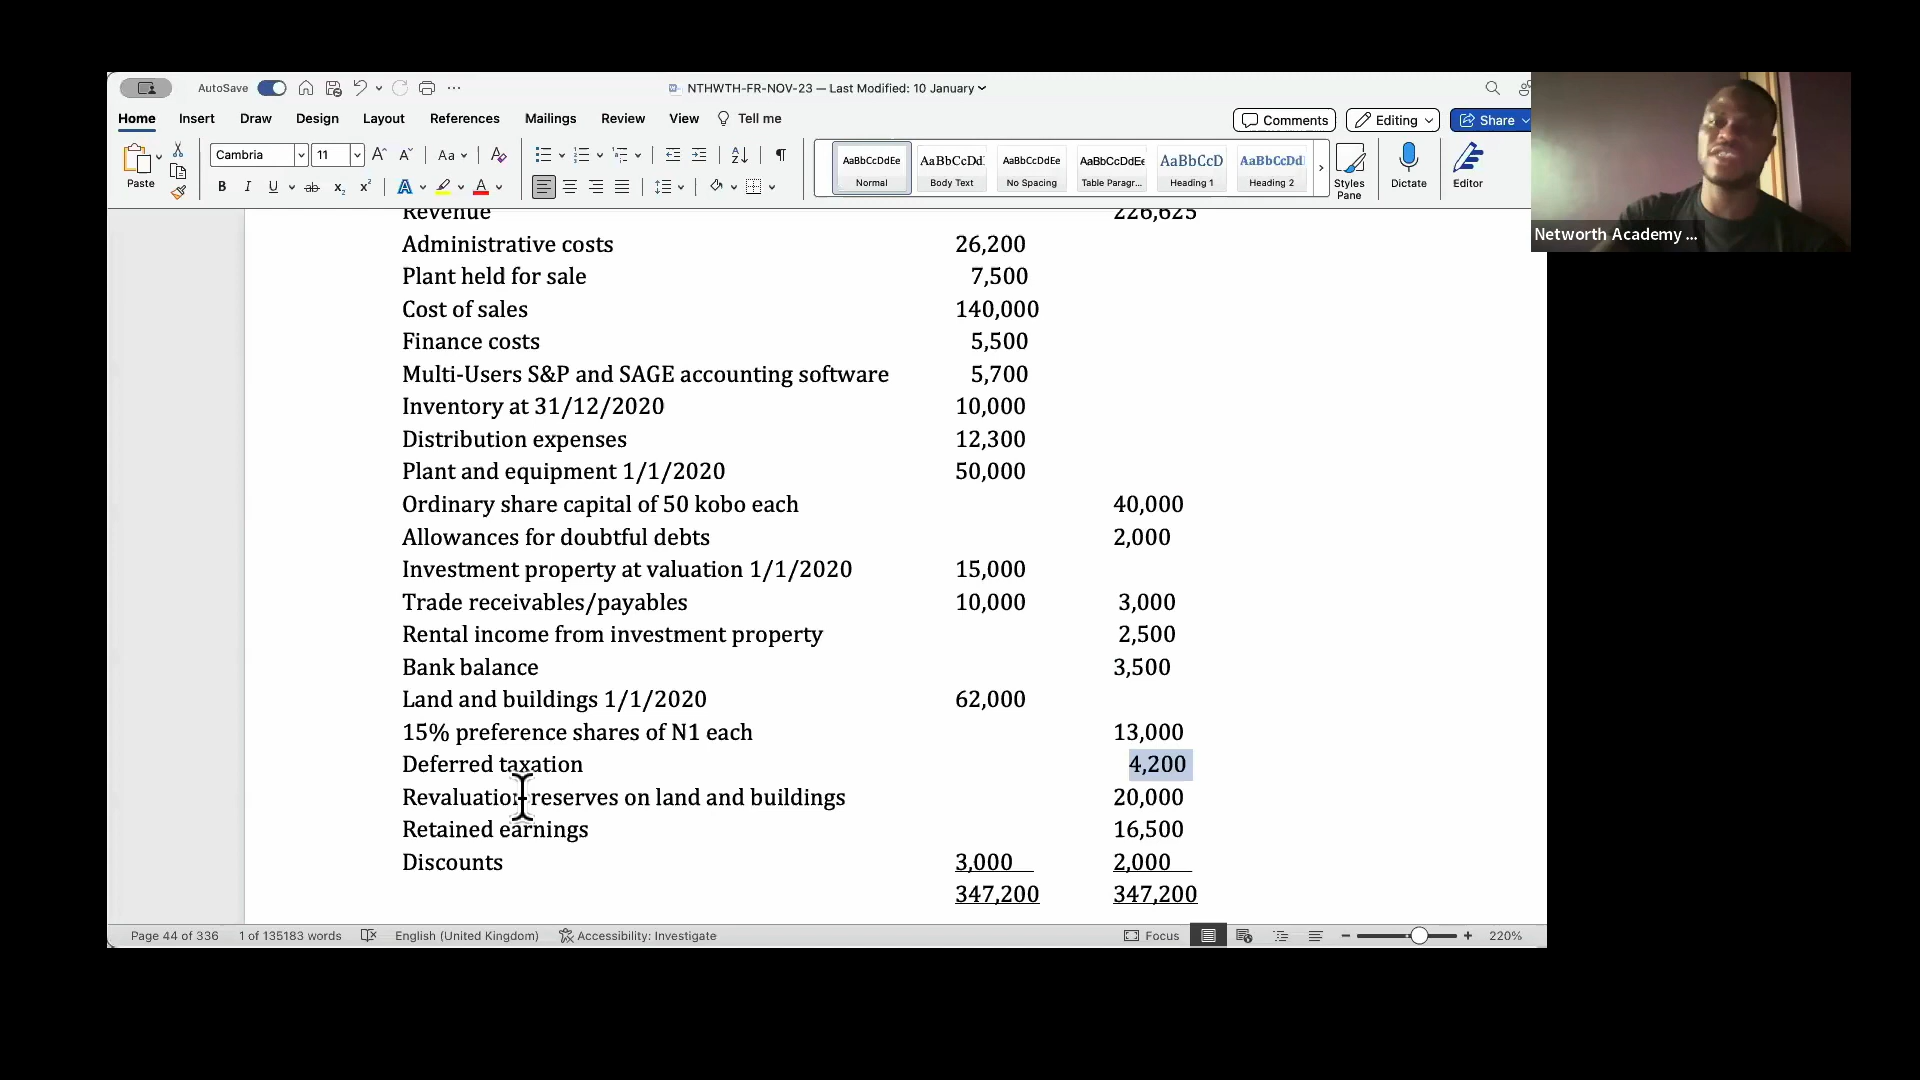 AutoSave
NTHWTH-FR-NOV-23 — Last Modified: 10 January
Home Insert Draw Design Layout References Mailings Review View Tell me
Comments Editing Share
Paste
Cambria 11
Aa
B I U ab x₂ x² A A
AaBbCcDdEe AaBbCcDd AaBbCcDdEe AaBbCcDdEe AaBbCcD AaBbCcDd
Normal Body Text No Spacing Table Paragr... Heading 1 Heading 2
Styles Pane
Dictate
Editor
Networth Academy ...
Revenue 226,625
Administrative costs 26,200
Plant held for sale 7,500
Cost of sales 140,000
Finance costs 5,500
Multi-Users S&P and SAGE accounting software 5,700
Inventory at 31/12/2020 10,000
Distribution expenses 12,300
Plant and equipment 1/1/2020 50,000
Ordinary share capital of 50 kobo each 40,000
Allowances for doubtful debts 2,000
Investment property at valuation 1/1/2020 15,000
Trade receivables/payables 10,000 3,000
Rental income from investment property 2,500
Bank balance 3,500
Land and buildings 1/1/2020 62,000
15% preference shares of N1 each 13,000
Deferred taxation 4,200
Revaluation reserves on land and buildings 20,000
Retained earnings 16,500
Discounts 3,000 2,000
347,200 347,200
Page 44 of 336 1 of 135183 words English (United Kingdom) Accessibility: Investigate Focus 220%